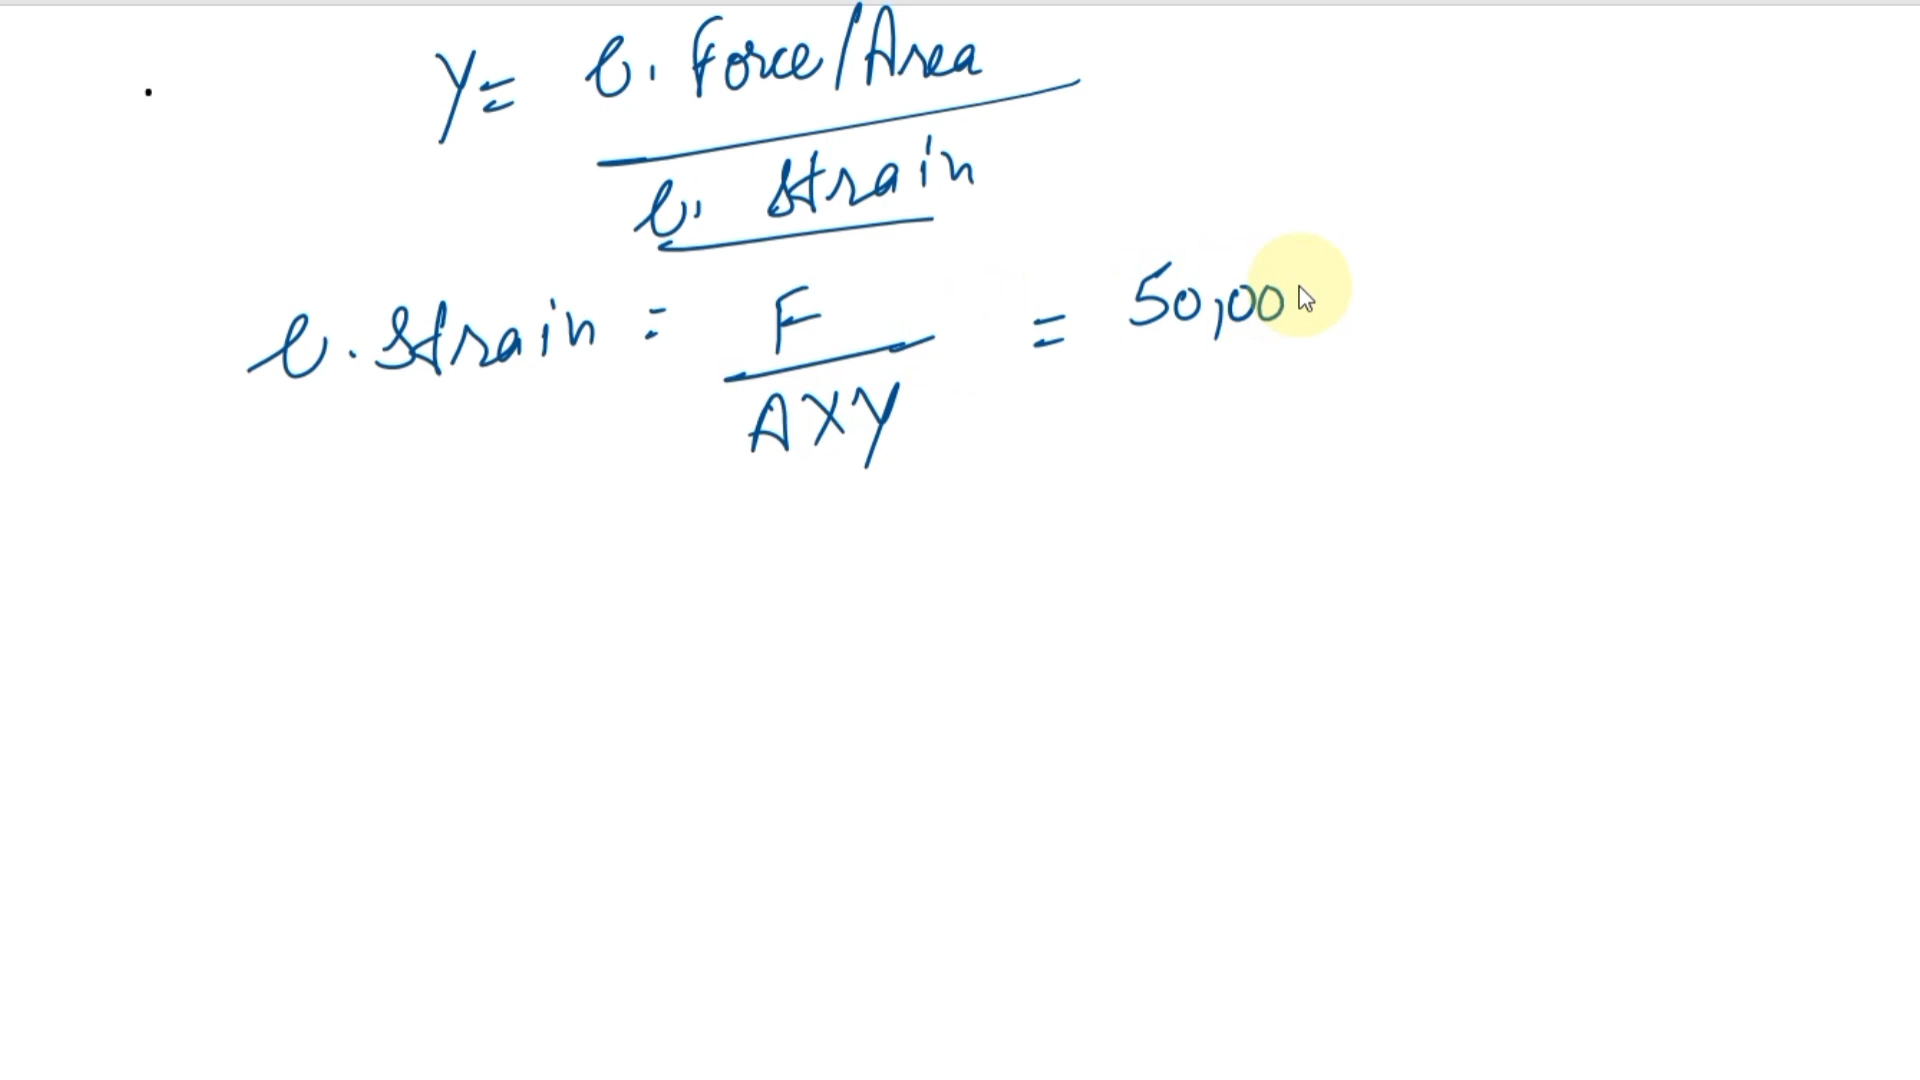 Y = l. Force/Area
l. Strain
l. Strain = F = 50,00
AXY